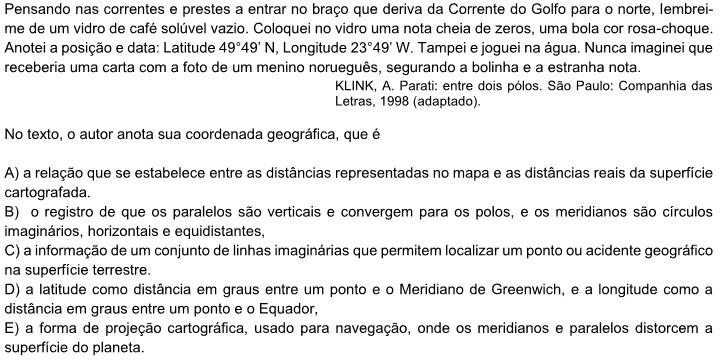 Pensando nas correntes e prestes a entrar no braço que deriva da Corrente do Golfo para o norte, lembrei-
me de um vidro de café solúvel vazio. Coloquei no vidro uma nota cheia de zeros, uma bola cor rosa-choque.
Anotei a posição e data: Latitude 49°49' N, Longitude 23°49' W. Tampei e joguei na água. Nunca imaginei que
receberia uma carta com a foto de um menino norueguês, segurando a bolinha e a estranha nota.
KLINK, A. Parati: entre dois pólos. São Paulo: Companhia das
Letras, 1998 (adaptado).
No texto, o autor anota sua coordenada geográfica, que é
A) a relação que se estabelece entre as distâncias representadas no mapa e as distâncias reais da superfície
cartografada.
B) o registro de que os paralelos são verticais e convergem para os polos, e os meridianos são círculos
imaginários, horizontais e equidistantes,
C) a informação de um conjunto de linhas imaginárias que permitem localizar um ponto ou acidente geográfico
na superfície terrestre.
D) a latitude como distância em graus entre um ponto e o Meridiano de Greenwich, e a longitude como a
distância em graus entre um ponto e o Equador,
E) a forma de projeção cartográfica, usado para navegação, onde os meridianos e paralelos distorcem a
superfície do planeta.